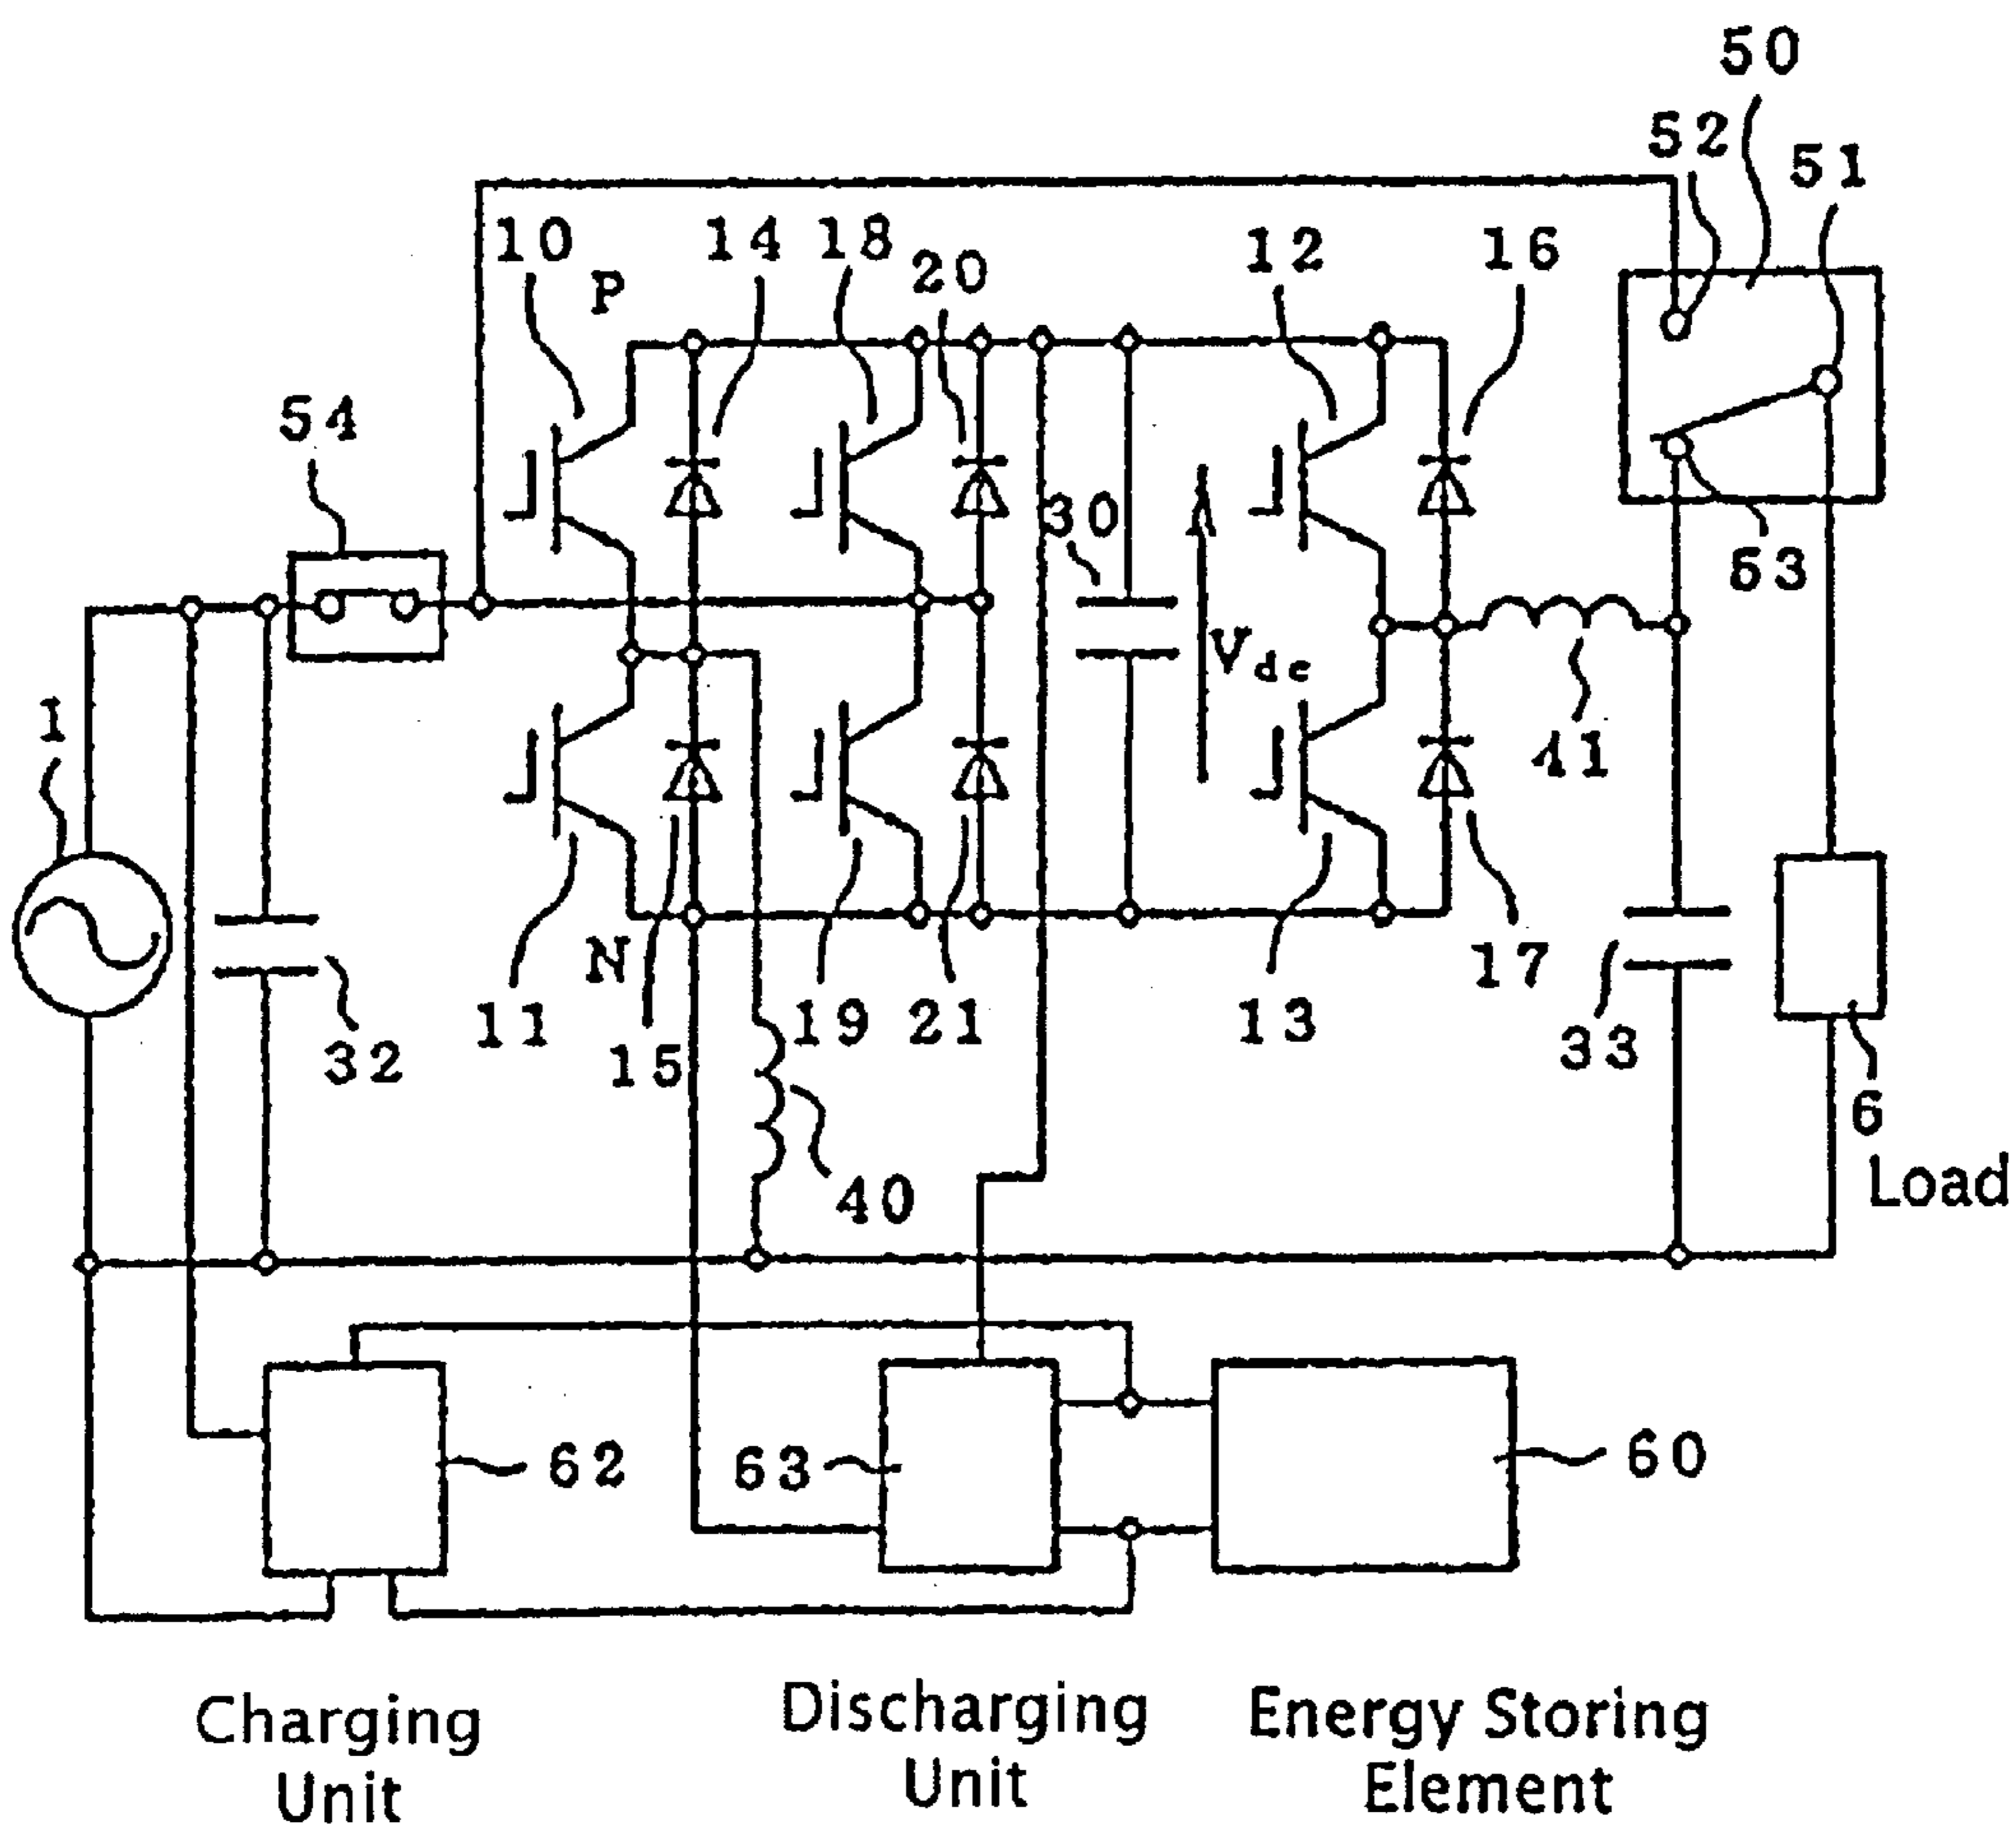 50
52
51
10
P
14
18
20
12
16
54
30
53
Vdc
1
41
N
11
15
19
21
13
17
32
33
40
6
Load
62
63
60
Charging
Unit
Discharging
Unit
Energy Storing
Element